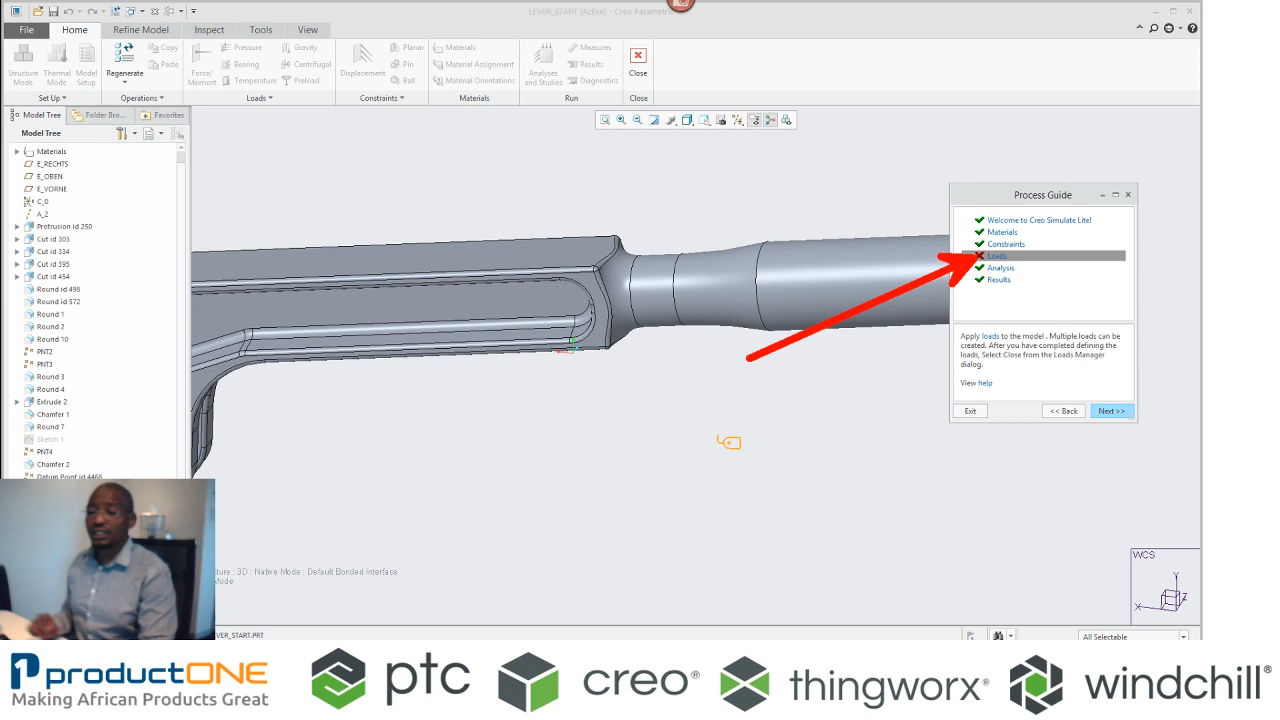 LEVER_START (Active) - Creo Parametric
File Home Refine Model Inspect Analysis Tools View
Structure Mode
Thermal Mode
Model Setup
Set Up
Regenerate
Copy
Paste
Operations
Force/Moment
Pressure
Bearing
Temperature
Gravity
Centrifugal
Preload
Loads
Displacement
Planar
Pin
Ball
Constraints
Materials
Material Assignment
Material Orientations
Materials
Analyses and Studies
Measures
Results
Diagnostics
Run
Close
Close
Model Tree
Folder Bro...
Favorites
Model Tree
Materials
E_RECHTS
E_OBEN
E_VORNE
C_0
A_2
Protrusion id 250
Cut id 303
Cut id 334
Cut id 395
Cut id 454
Round id 498
Round id 572
Round 1
Round 2
Round 10
PNT2
PNT3
Round 3
Round 4
Extrude 2
Chamfer 1
Round 7
Sketch 1
PNT4
Chamfer 2
Datum Point id 4468
Process Guide
Welcome to Creo Simulate Lite!
Materials
Constraints
Loads
Analysis
Results
Apply loads to the model . Multiple loads can be
created. After you have completed defining the
loads, Select Close from the Loads Manager
dialog.
View help
Exit
<< Back
Next >>
WCS
Y
X
Z
cture : 3D : Native Mode : Default Bonded Interface
Mode
EVER_START.PRT
All Selectable
productONE
Making African Products Great
ptc
creo®
thingworx®
windchill®